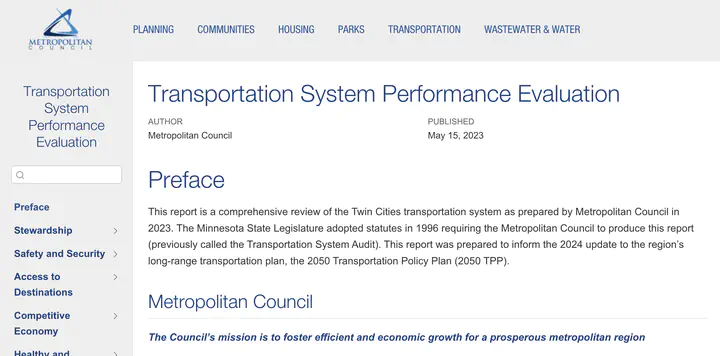 METROPOLITAN
COUNCIL
PLANNING
COMMUNITIES
HOUSING
PARKS
TRANSPORTATION
WASTEWATER & WATER
Transportation
System
Performance
Evaluation
Preface
Stewardship
Safety and Security
Access to
Destinations
Competitive
Economy
Healthy and
Transportation System Performance Evaluation
AUTHOR
Metropolitan Council
PUBLISHED
May 15, 2023
Preface
This report is a comprehensive review of the Twin Cities transportation system as prepared by Metropolitan Council in
2023. The Minnesota State Legislature adopted statutes in 1996 requiring the Metropolitan Council to produce this report
(previously called the Transportation System Audit). This report was prepared to inform the 2024 update to the region's
long-range transportation plan, the 2050 Transportation Policy Plan (2050 TPP).
Metropolitan Council
The Council's mission is to foster efficient and economic growth for a prosperous metropolitan region